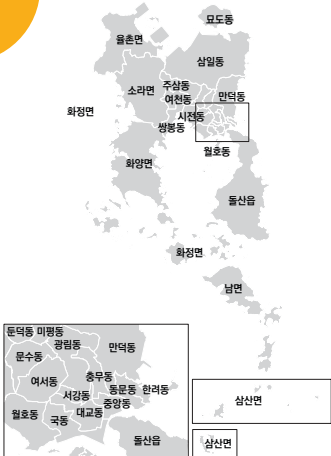 묘도동
율촌면
삼일동
소라면
주삼동
여천동
만덕동
화정면
시전동
쌍봉동
월호동
화양면
돌산읍
화정면
남면
둔덕동 미평동
광림동
만덕동
문수동
여서동
충무동
동문동
한려동
서강동
중앙동
월호동
국동
대교동
돌산읍
삼산면
삼산면